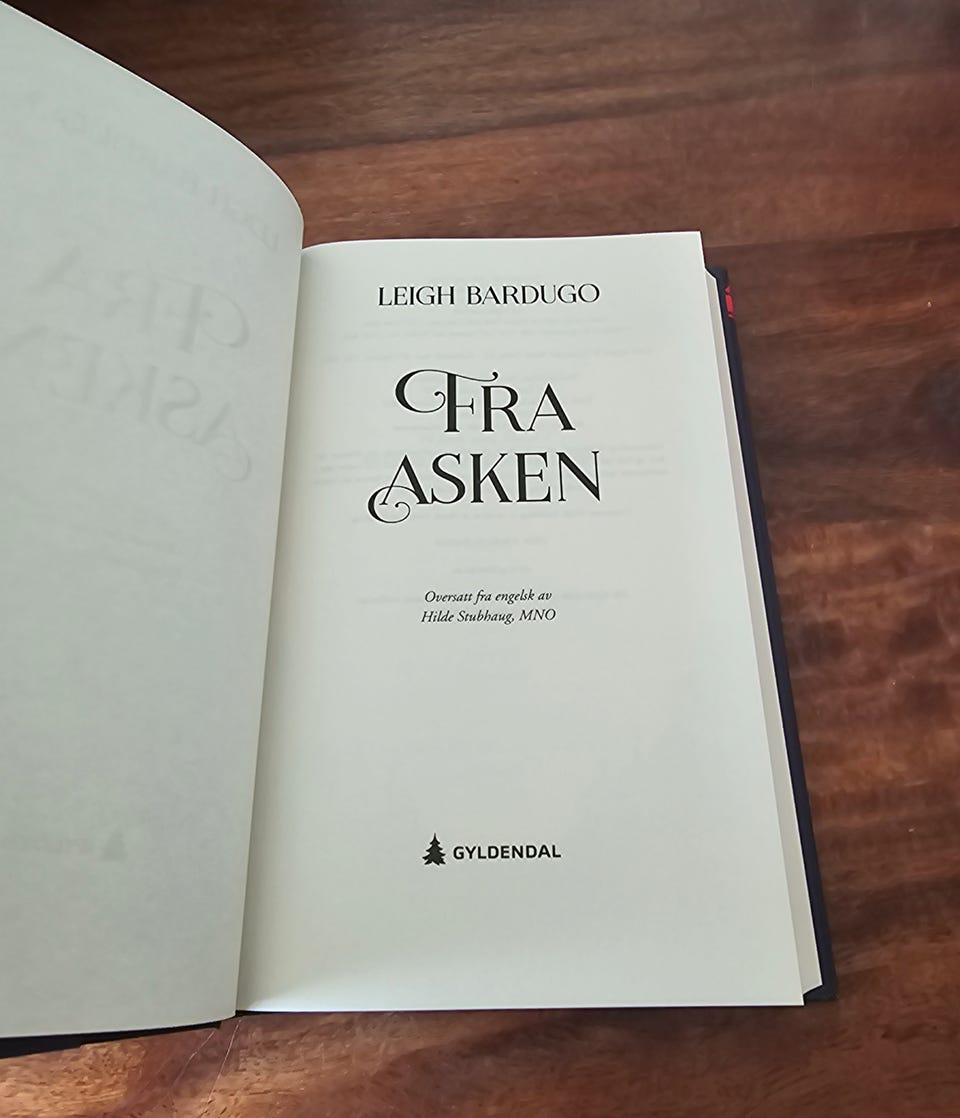 LEIGH BARDUGO
FRA
ASKEN
Oversatt fra engelsk av
Hilde Stubhaug, MNO
GYLDENDAL